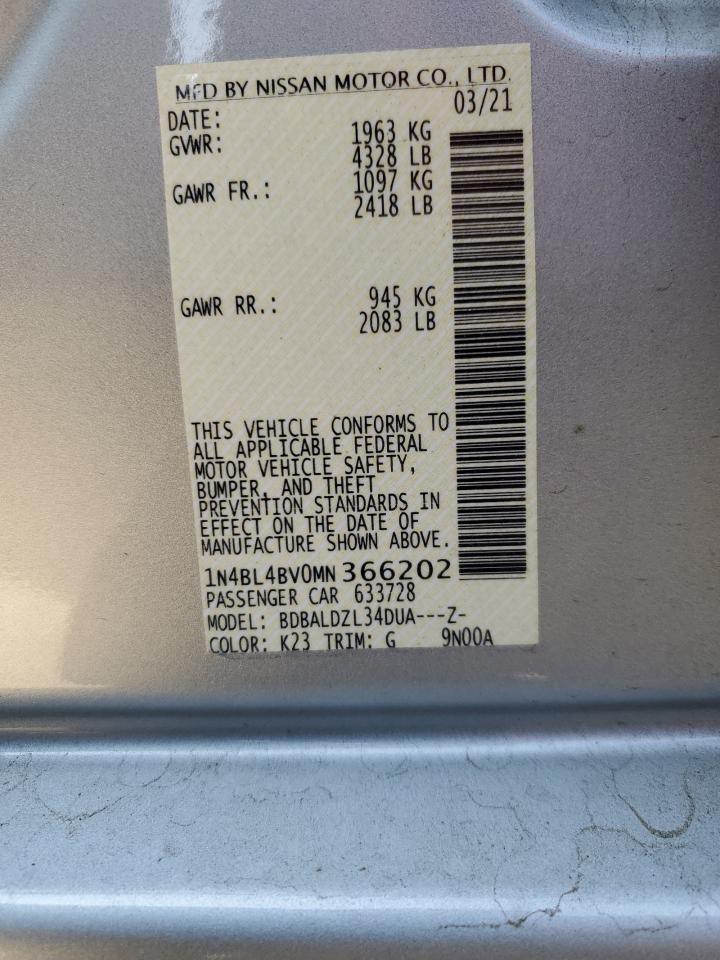 MFD BY NISSAN MOTOR CO., LTD.
DATE: 03/21
GVWR: 1963 KG
4328 LB
GAWR FR.: 1097 KG
2418 LB
GAWR RR.: 945 KG
2083 LB
THIS VEHICLE CONFORMS TO
ALL APPLICABLE FEDERAL
MOTOR VEHICLE SAFETY,
BUMPER, AND THEFT
PREVENTION STANDARDS IN
EFFECT ON THE DATE OF
MANUFACTURE SHOWN ABOVE.
1N4BL4BV0MN366202
PASSENGER CAR 633728
MODEL: BDBALDZL34DUA---Z-
COLOR: K23 TRIM: G 9N00A